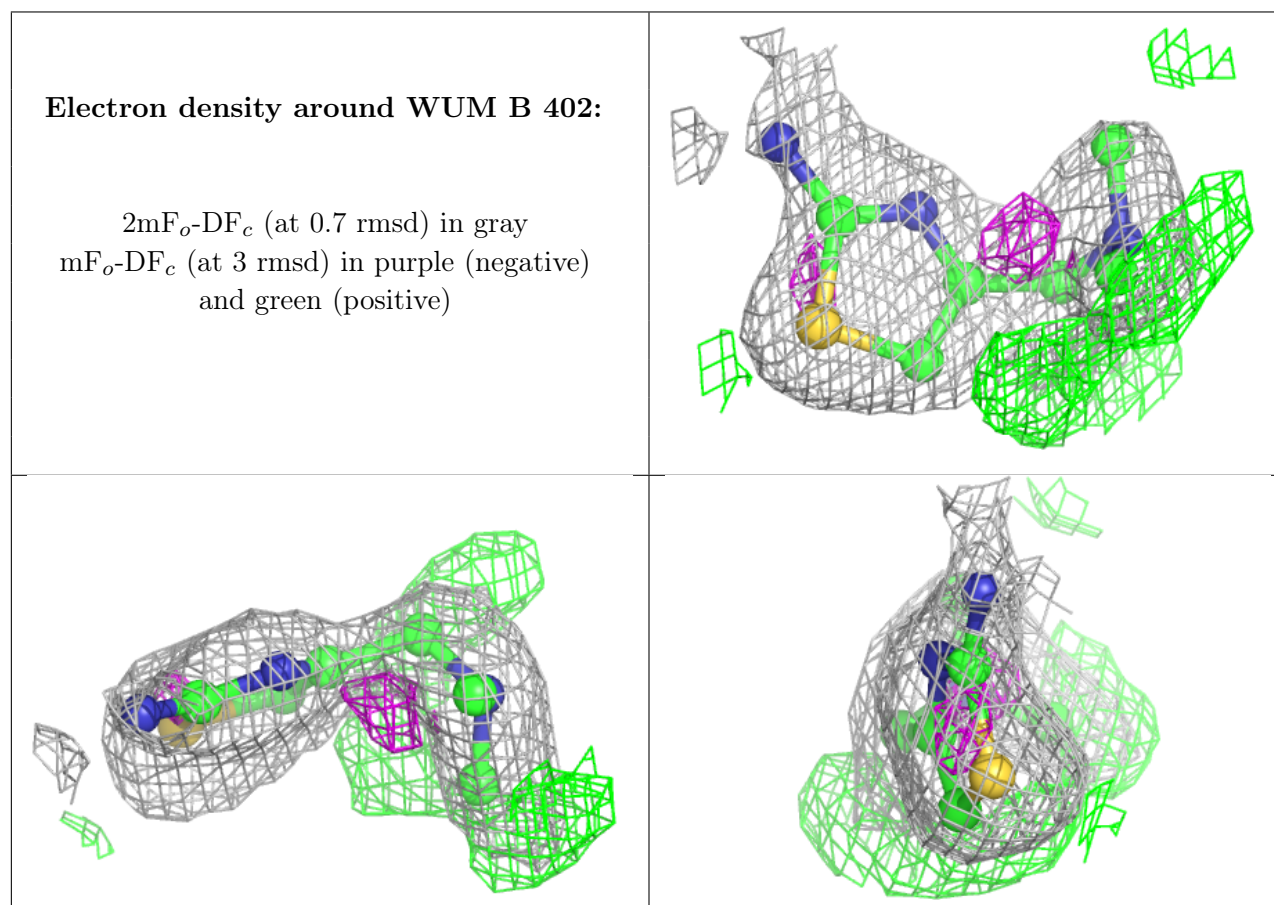 Electron density around WUM B 402:
2mFo-DFc (at 0.7 rmsd) in gray
mFo-DFc (at 3 rmsd) in purple (negative)
and green (positive)